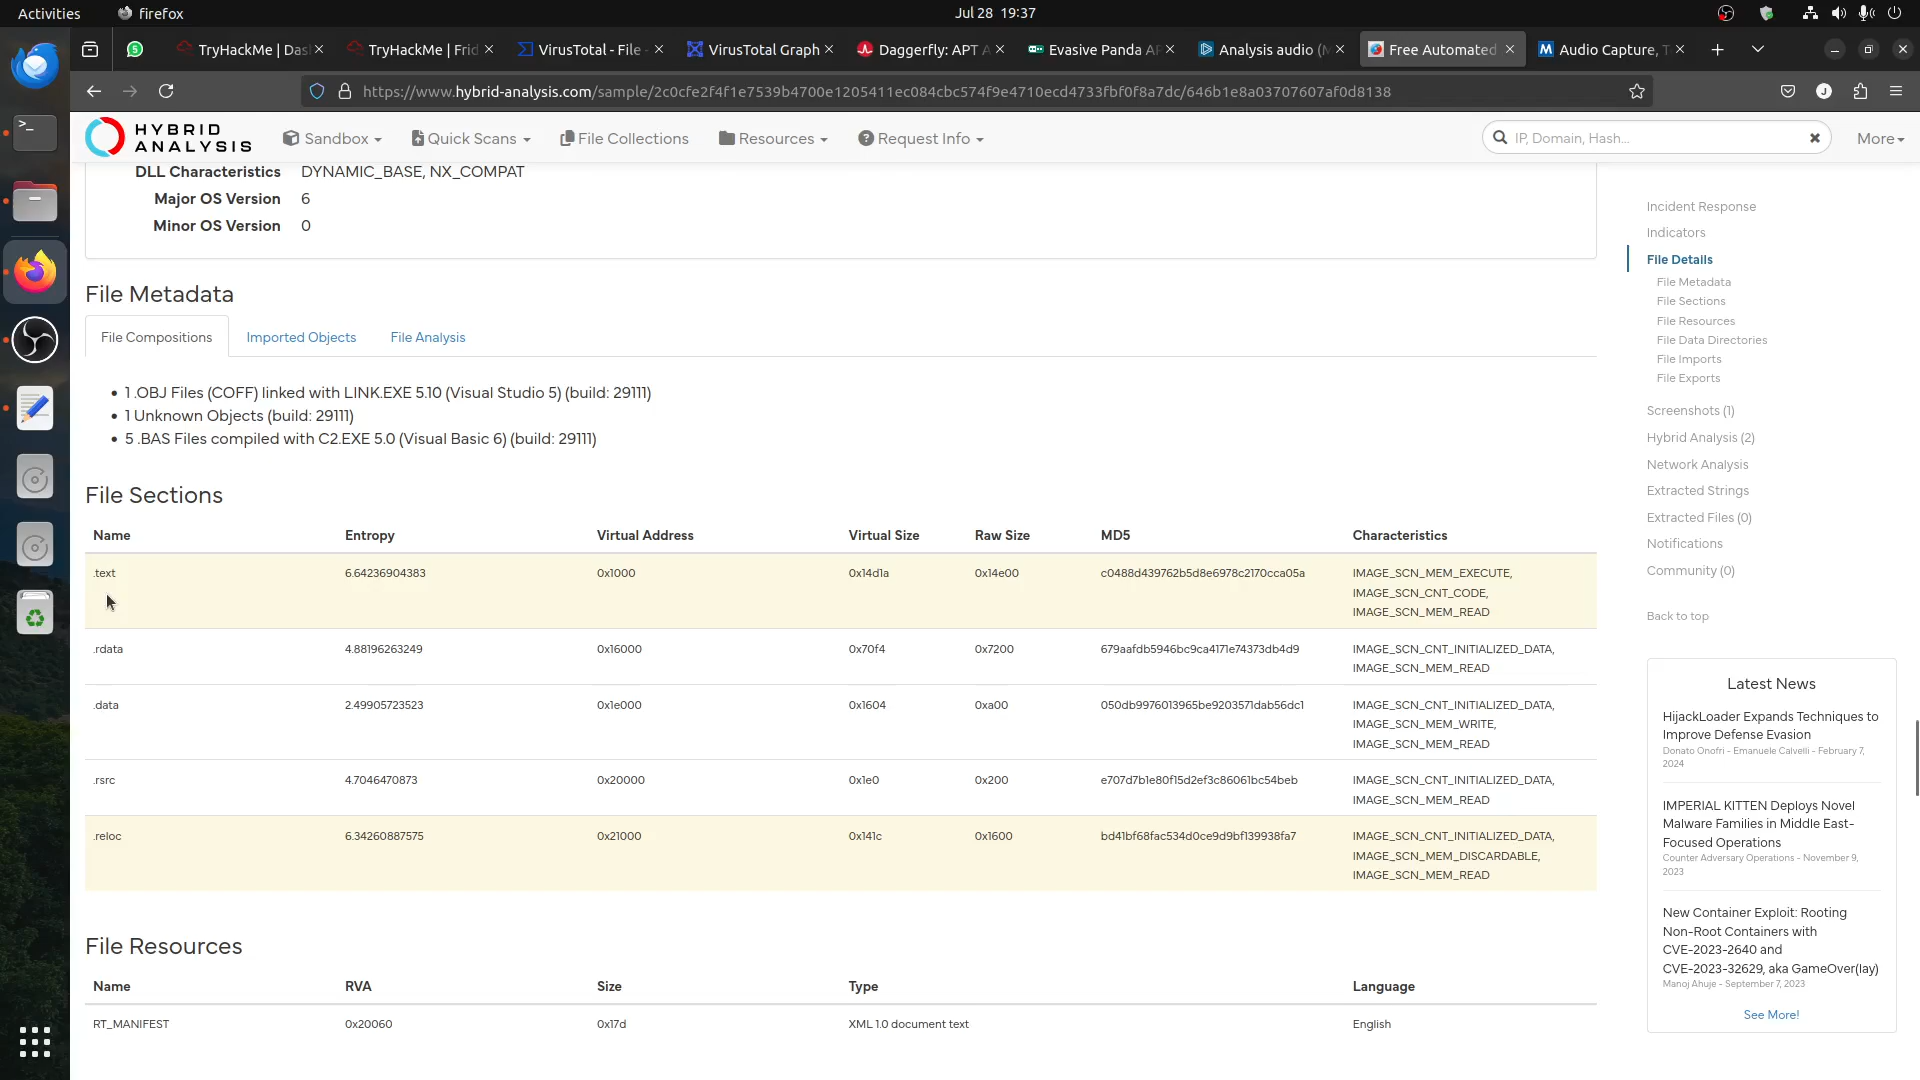 Activities
firefox
Jul 28  19:37
TryHackMe | Das
TryHackMe | Frid
VirusTotal - File -
VirusTotal Graph
Daggerfly: APT A
Evasive Panda AP
Analysis audio (M
Free Automated
Audio Capture, T
https://www.hybrid-analysis.com/sample/2c0cfe2f4f1e7539b4700e1205411ec084cbc574f9e4710ecd4733fbf0f8a7dc/646b1e8a03707607af0d8138
HYBRID
ANALYSIS
Sandbox
Quick Scans
File Collections
Resources
Request Info
IP, Domain, Hash...
More
DLL Characteristics DYNAMIC_BASE, NX_COMPAT
Major OS Version 6
Minor OS Version 0
File Metadata
File Compositions
Imported Objects
File Analysis
• 1 .OBJ Files (COFF) linked with LINK.EXE 5.10 (Visual Studio 5) (build: 29111)
• 1 Unknown Objects (build: 29111)
• 5 .BAS Files compiled with C2.EXE 5.0 (Visual Basic 6) (build: 29111)
File Sections
Name Entropy Virtual Address Virtual Size Raw Size MD5 Characteristics
.text 6.64236904383 0x1000 0x14d1a 0x14e00 c0488d439762b5d8e6978c2170cca05a IMAGE_SCN_MEM_EXECUTE,
IMAGE_SCN_CNT_CODE,
IMAGE_SCN_MEM_READ
.rdata 4.88196263249 0x16000 0x70f4 0x7200 679aafdb5946bc9ca4171e74373db4d9 IMAGE_SCN_CNT_INITIALIZED_DATA,
IMAGE_SCN_MEM_READ
.data 2.49905723523 0x1e000 0x1604 0xa00 050db9976013965be9203571dab56dc1 IMAGE_SCN_CNT_INITIALIZED_DATA,
IMAGE_SCN_MEM_WRITE,
IMAGE_SCN_MEM_READ
.rsrc 4.7046470873 0x20000 0x1e0 0x200 e707d7b1e80f15d2ef3c86061bc54beb IMAGE_SCN_CNT_INITIALIZED_DATA,
IMAGE_SCN_MEM_READ
.reloc 6.34260887575 0x21000 0x141c 0x1600 bd41bf68fac534d0ce9d9bf139938fa7 IMAGE_SCN_CNT_INITIALIZED_DATA,
IMAGE_SCN_MEM_DISCARDABLE,
IMAGE_SCN_MEM_READ
File Resources
Name RVA Size Type Language
RT_MANIFEST 0x20060 0x17d XML 1.0 document text English
Incident Response
Indicators
File Details
File Metadata
File Sections
File Resources
File Data Directories
File Imports
File Exports
Screenshots (1)
Hybrid Analysis (2)
Network Analysis
Extracted Strings
Extracted Files (0)
Notifications
Community (0)
Back to top
Latest News
HijackLoader Expands Techniques to
Improve Defense Evasion
Donato Onofri - Emanuele Calvelli - February 7,
2024
IMPERIAL KITTEN Deploys Novel
Malware Families in Middle East-
Focused Operations
Counter Adversary Operations - November 9,
2023
New Container Exploit: Rooting
Non-Root Containers with
CVE-2023-2640 and
CVE-2023-32629, aka GameOver(lay)
Manoj Ahuje - September 7, 2023
See More!